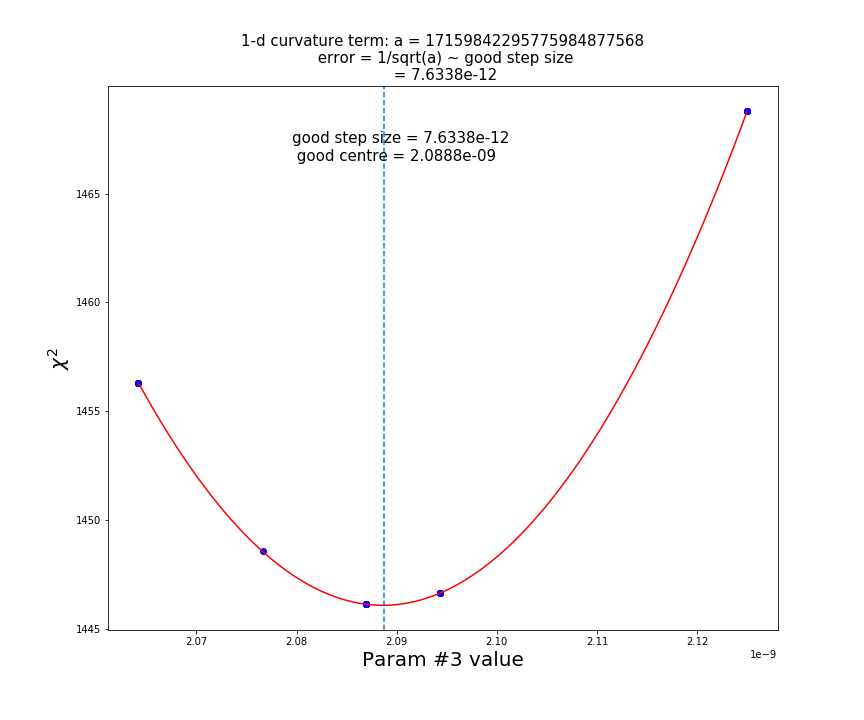 1-d curvature term: a = 17159842295775984877568
error = 1/sqrt(a) ~ good step size
= 7.6338e-12
good step size = 7.6338e-12
good centre = 2.0888e-09
1465
1460
1455
1450
1445
χ²
2.07 2.08 2.09 2.10 2.11 2.12
1e−9
Param #3 value